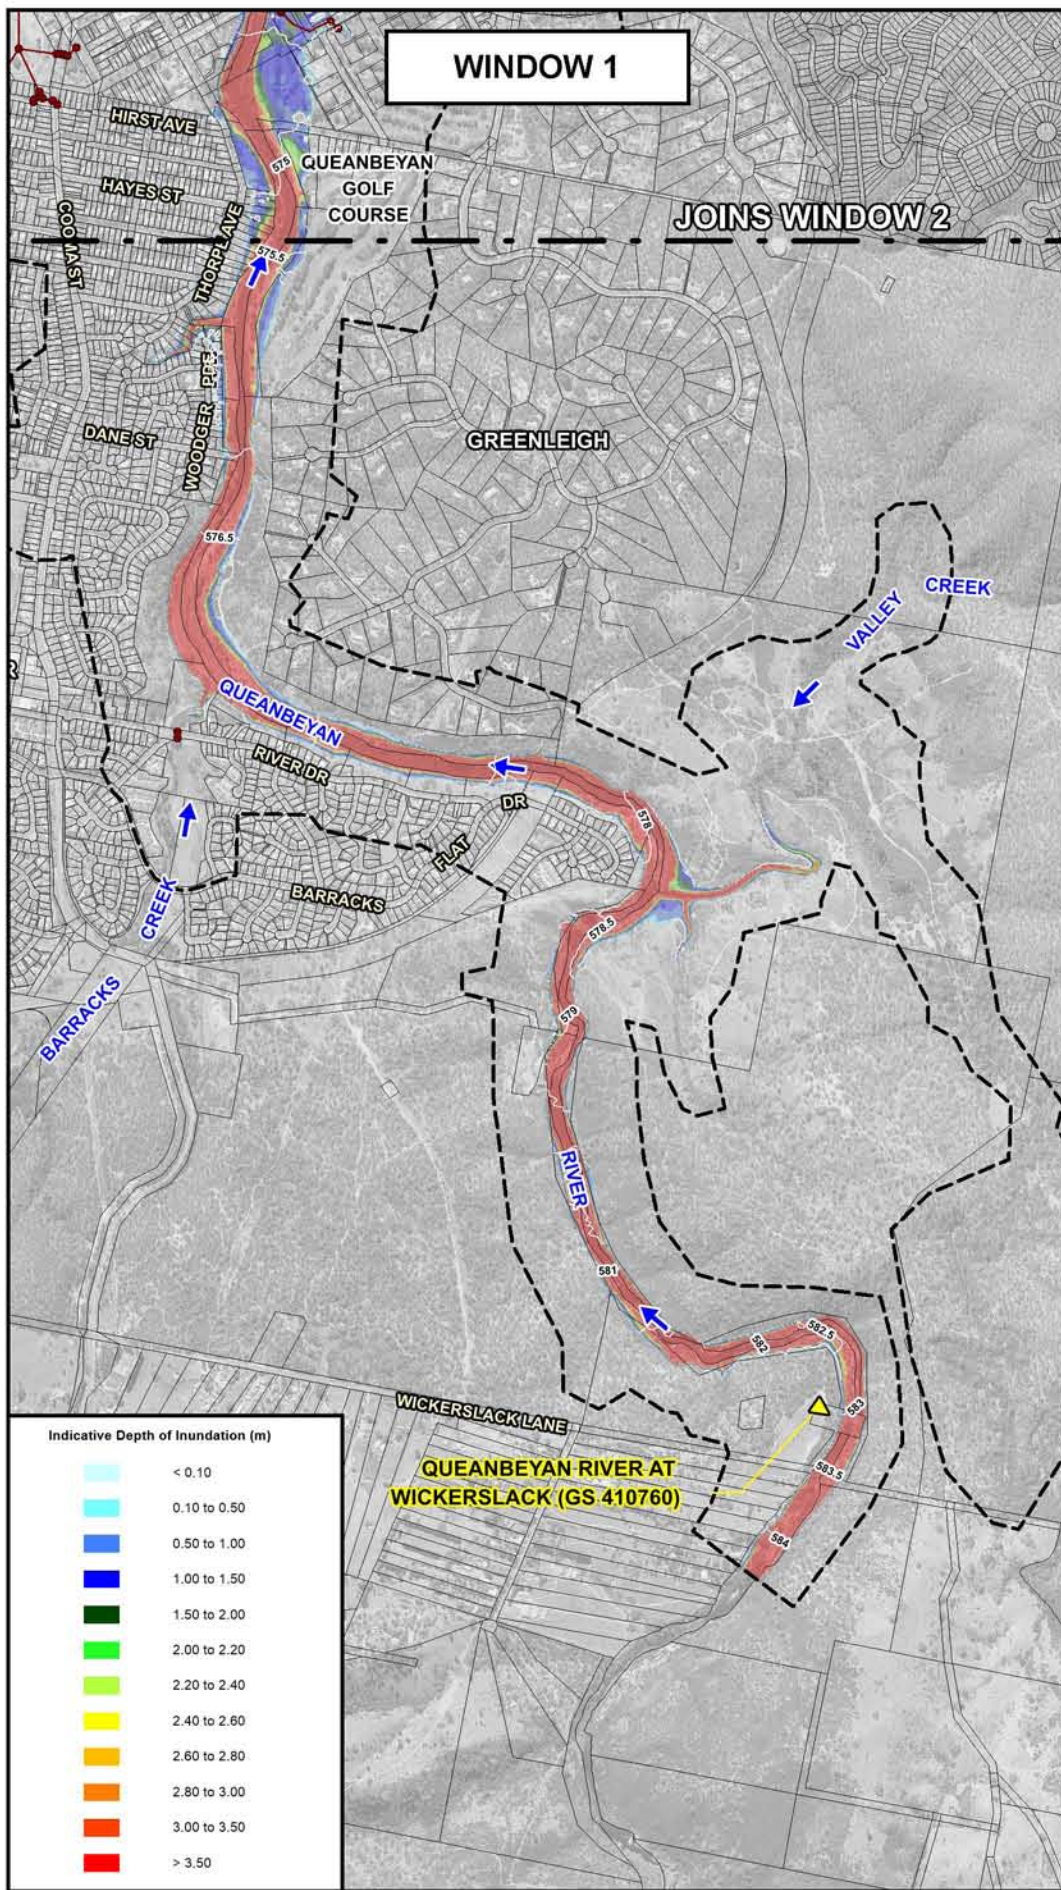 WINDOW 1
HIRST AVE
HAYES ST
COOMA ST
THORPE AVE
575
QUEANBEYAN
GOLF
COURSE
JOINS WINDOW 2
575.5
WOODGER PDE
DANE ST
GREENLEIGH
576.5
VALLEY CREEK
QUEANBEYAN
RIVER DR
578
BARRACKS
FLAT
DR
BARRACKS
CREEK
578.5
579
RIVER
581
582
582.5
583
583.5
584
WICKERSLACK LANE
QUEANBEYAN RIVER AT
WICKERSLACK (GS 410760)
Indicative Depth of Inundation (m)
< 0.10
0.10 to 0.50
0.50 to 1.00
1.00 to 1.50
1.50 to 2.00
2.00 to 2.20
2.20 to 2.40
2.40 to 2.60
2.60 to 2.80
2.80 to 3.00
3.00 to 3.50
> 3.50